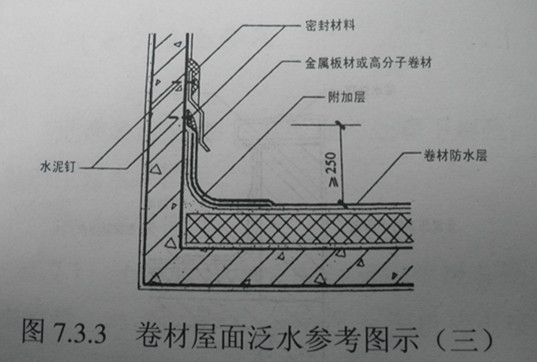 密封材料
金属板材或高分子卷材
附加层
卷材防水层
水泥钉
≥250
图 7.3.3 卷材屋面泛水参考图示（三）